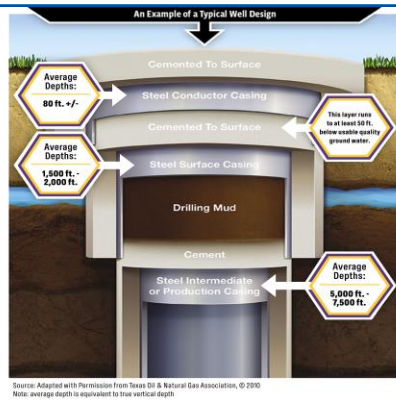 An Example of a Typical Well Design
Cemented To Surface
Average
Depths:
80 ft. +/-
Steel Conductor Casing
Cemented To Surface
This layer runs
to at least 50 ft.
below usable quality
ground water.
Average
Depths:
1,500 ft. -
2,000 ft.
Steel Surface Casing
Drilling Mud
Cement
Steel Intermediate
or Production Casing
Average
Depths:
5,000 ft. -
7,500 ft.
Source: Adapted with Permission from Texas Oil & Natural Gas Association, © 2010
Note: average depth is equivalent to true vertical depth